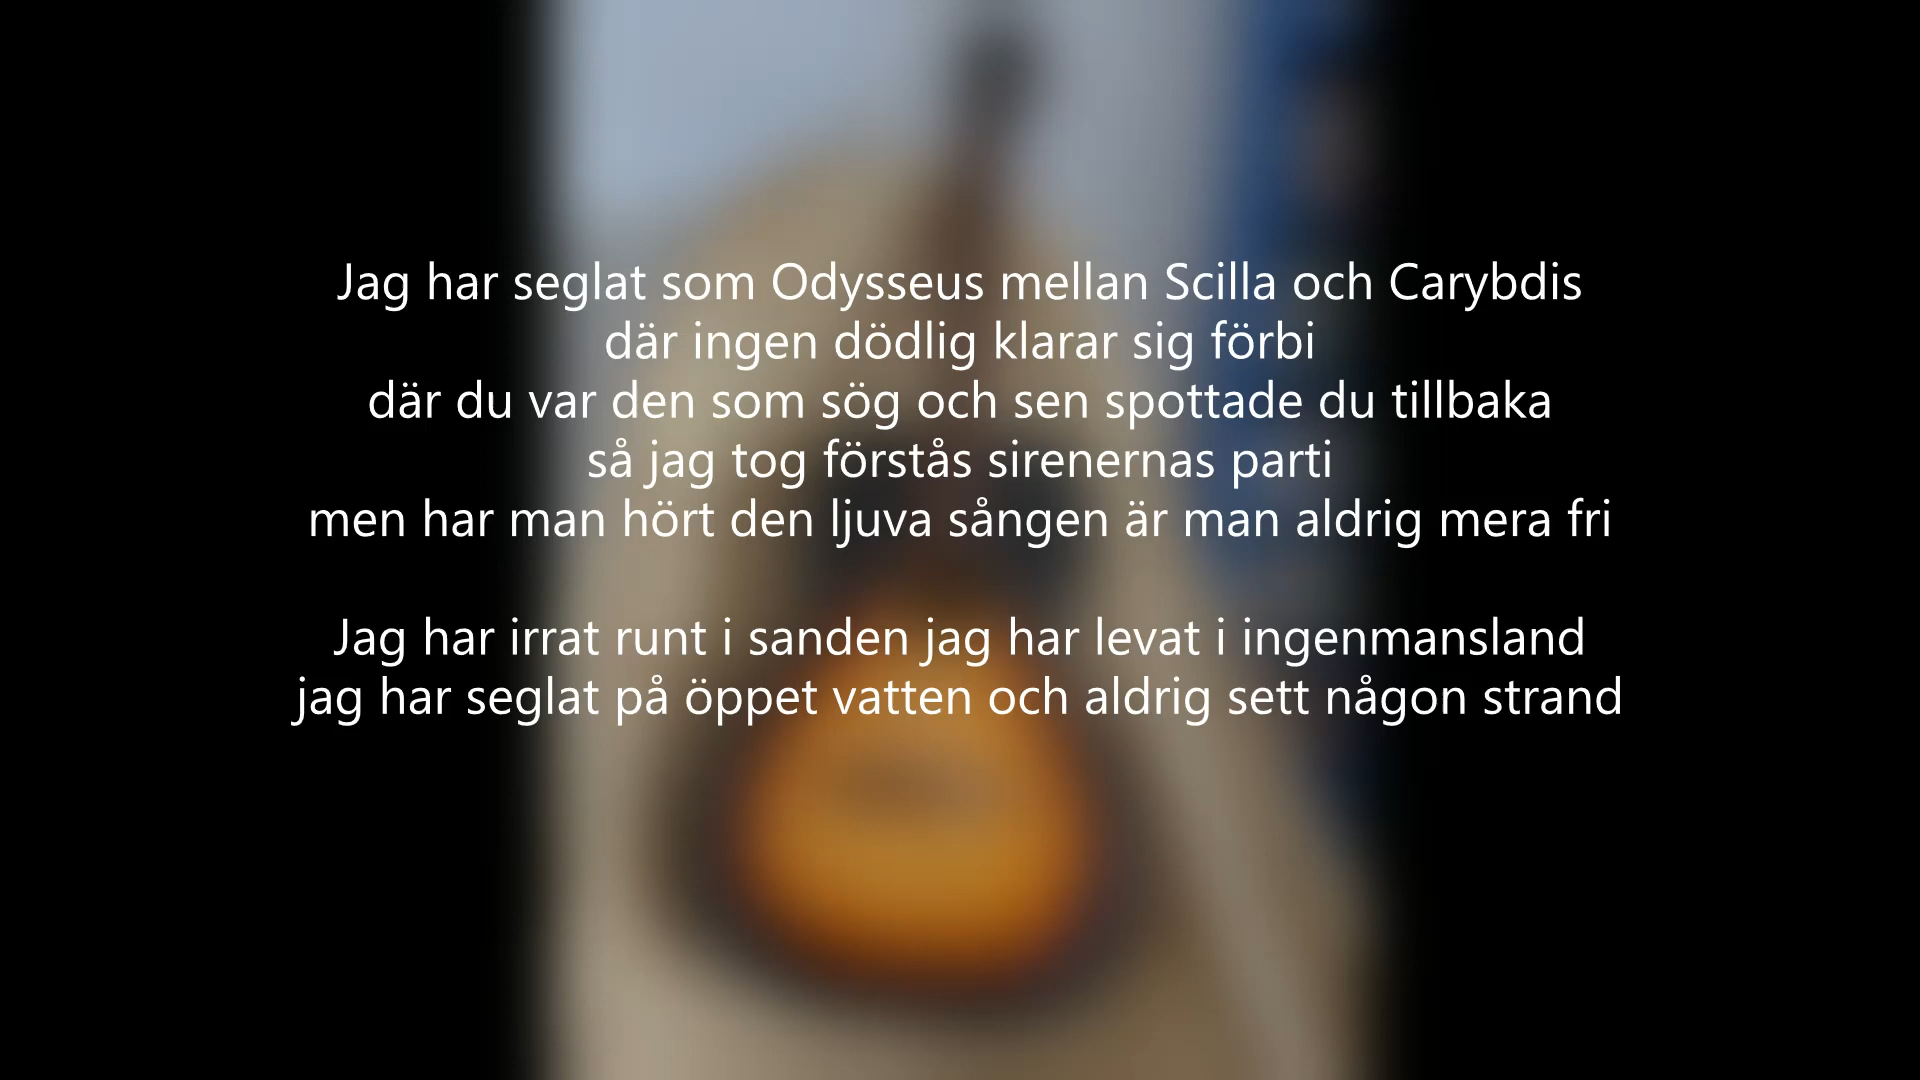 Jag har seglat som Odysseus mellan Scilla och Carybdis
där ingen dödlig klarar sig förbi
där du var den som sög och sen spottade du tillbaka
så jag tog förstås sirenernas parti
men har man hört den ljuva sången är man aldrig mera fri
Jag har irrat runt i sanden jag har levat i ingenmansland
jag har seglat på öppet vatten och aldrig sett någon strand